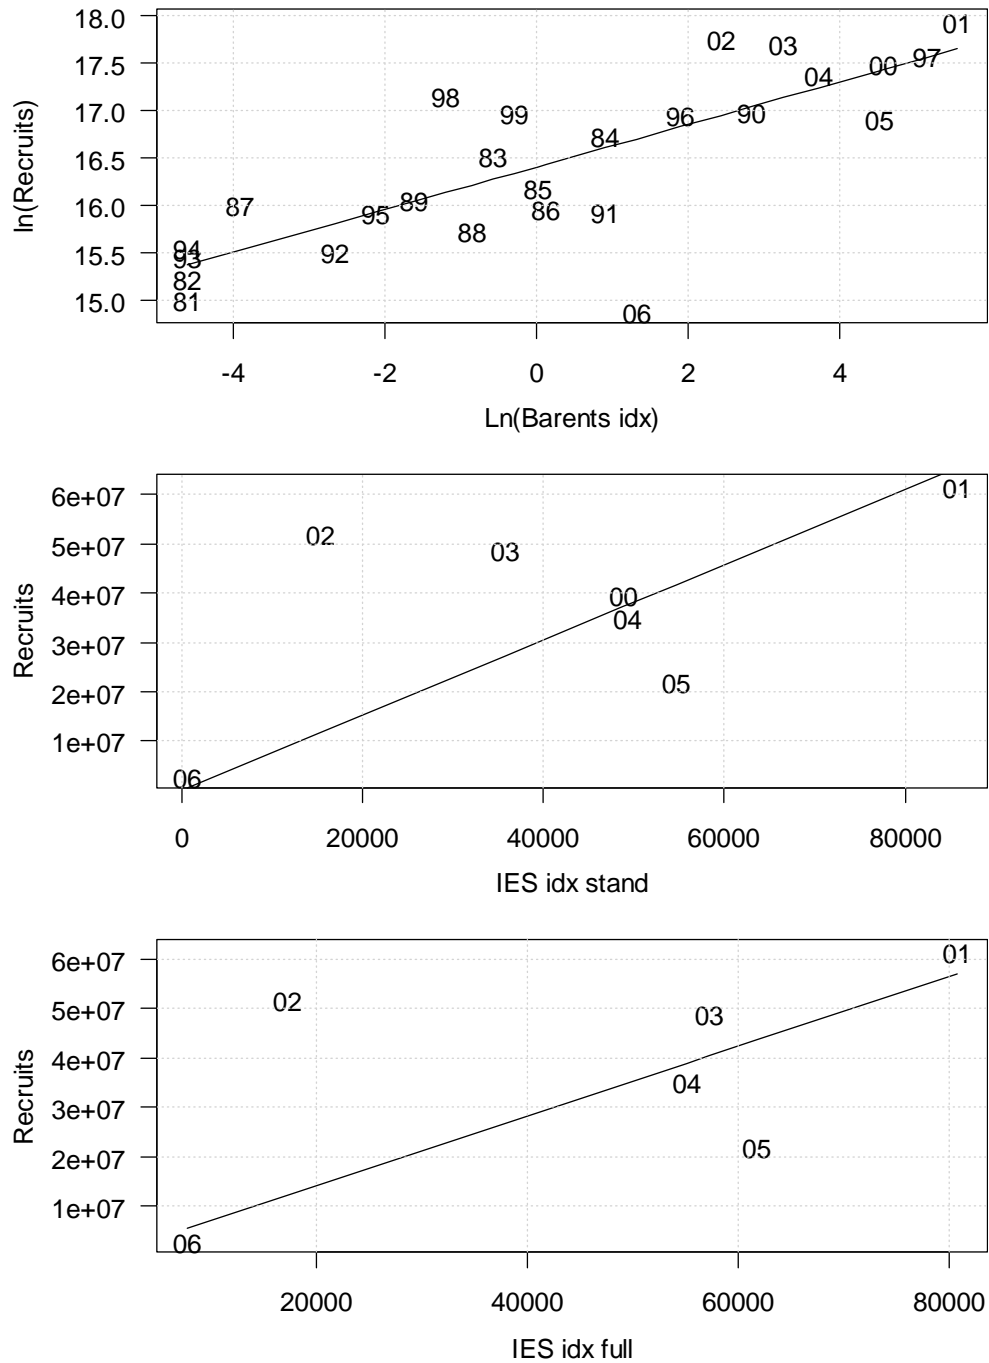 18.0
17.5
17.0
16.5
16.0
15.5
15.0
ln(Recruits)
01
02
03
97
00
04
98
99
96
90
05
84
83
85
87
89
95
86
91
88
94
93
92
82
81
06
-4 -2 0 2 4
Ln(Barents idx)
6e+07
5e+07
4e+07
3e+07
2e+07
1e+07
Recruits
01
02
03
00
04
05
06
0 20000 40000 60000 80000
IES idx stand
6e+07
5e+07
4e+07
3e+07
2e+07
1e+07
Recruits
01
02
03
04
05
06
20000 40000 60000 80000
IES idx full